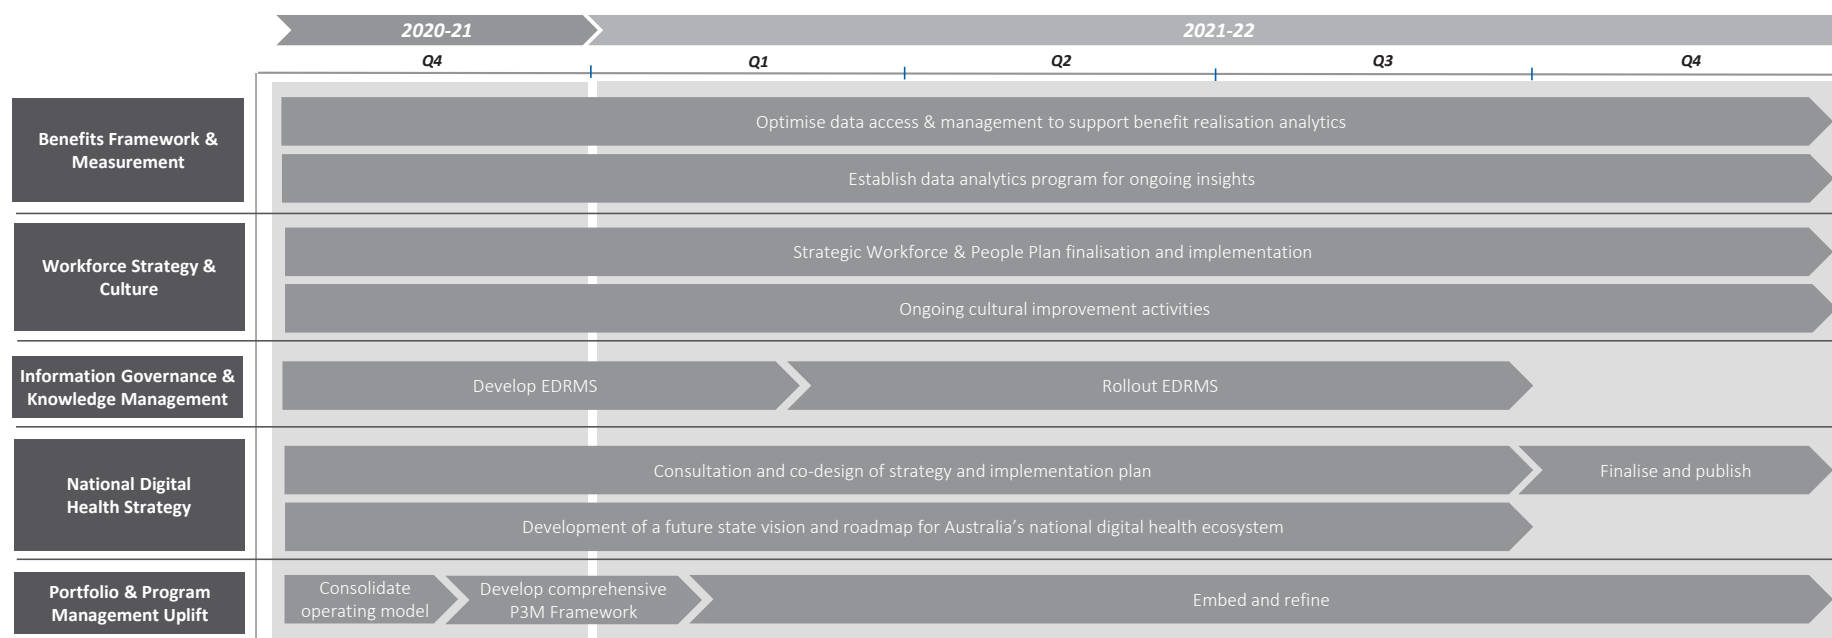 2020-21
2021-22
Q4
Q1
Q2
Q3
Q4
Benefits Framework &
Measurement
Optimise data access & management to support benefit realisation analytics
Establish data analytics program for ongoing insights
Workforce Strategy &
Culture
Strategic Workforce & People Plan finalisation and implementation
Ongoing cultural improvement activities
Information Governance &
Knowledge Management
Develop EDRMS
Rollout EDRMS
National Digital
Health Strategy
Consultation and co-design of strategy and implementation plan
Finalise and publish
Development of a future state vision and roadmap for Australia’s national digital health ecosystem
Portfolio & Program
Management Uplift
Consolidate
operating model
Develop comprehensive
P3M Framework
Embed and refine